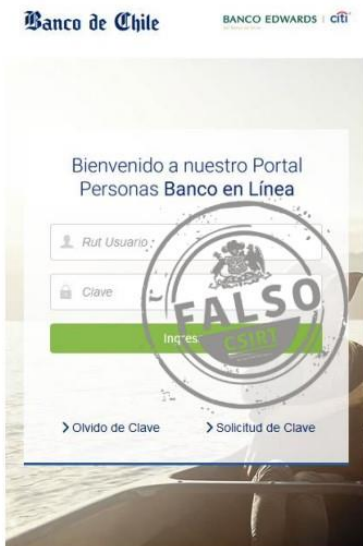 Banco de Chile
BANCO EDWARDS | citi
Bienvenido a nuestro Portal
Personas Banco en Línea
Rut Usuario
Clave
FALSO
CSIRT
Ingres
Olvido de Clave
Solicitud de Clave